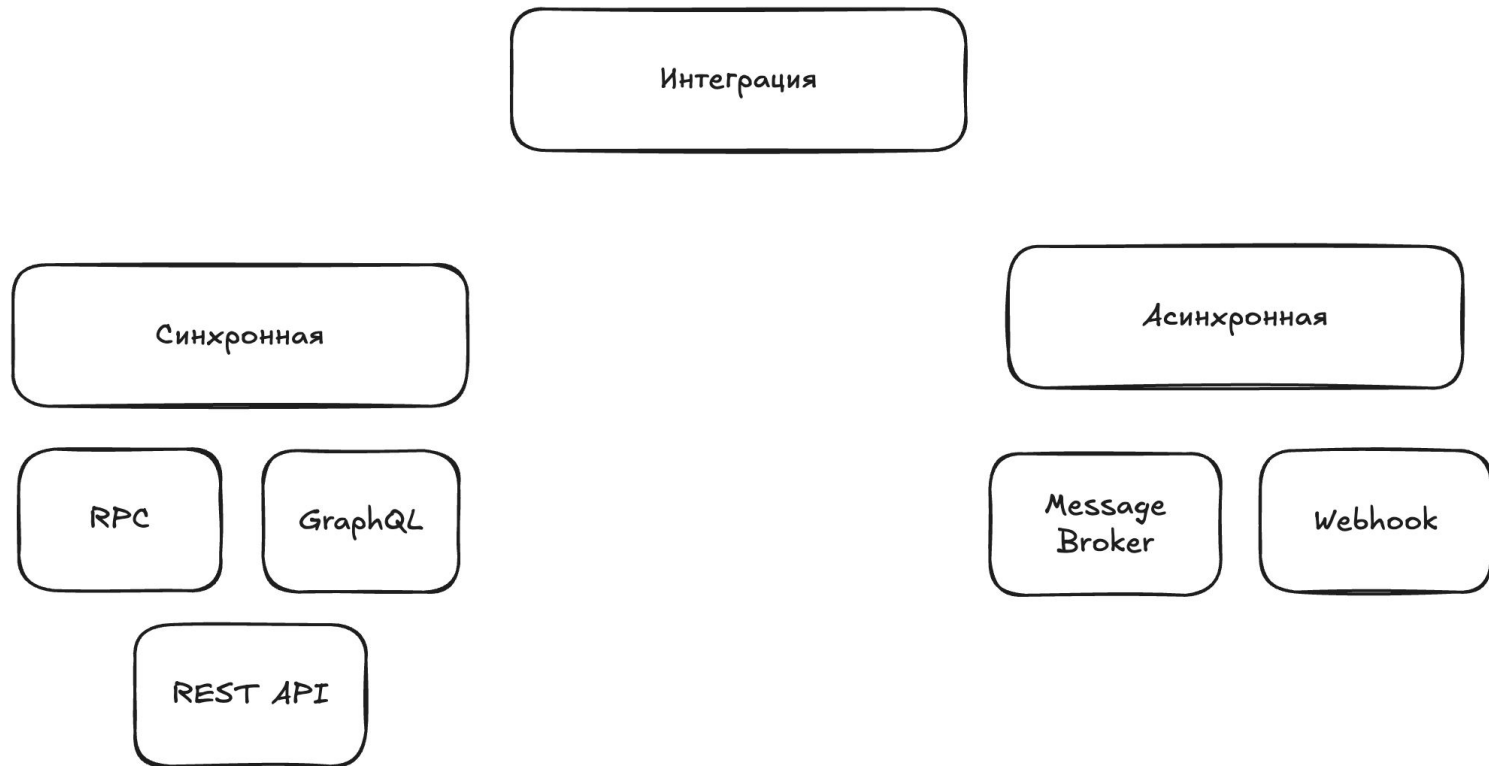 Интеграция
Синхронная
Асинхронная
RPC
GraphQL
Message
Broker
Webhook
REST API